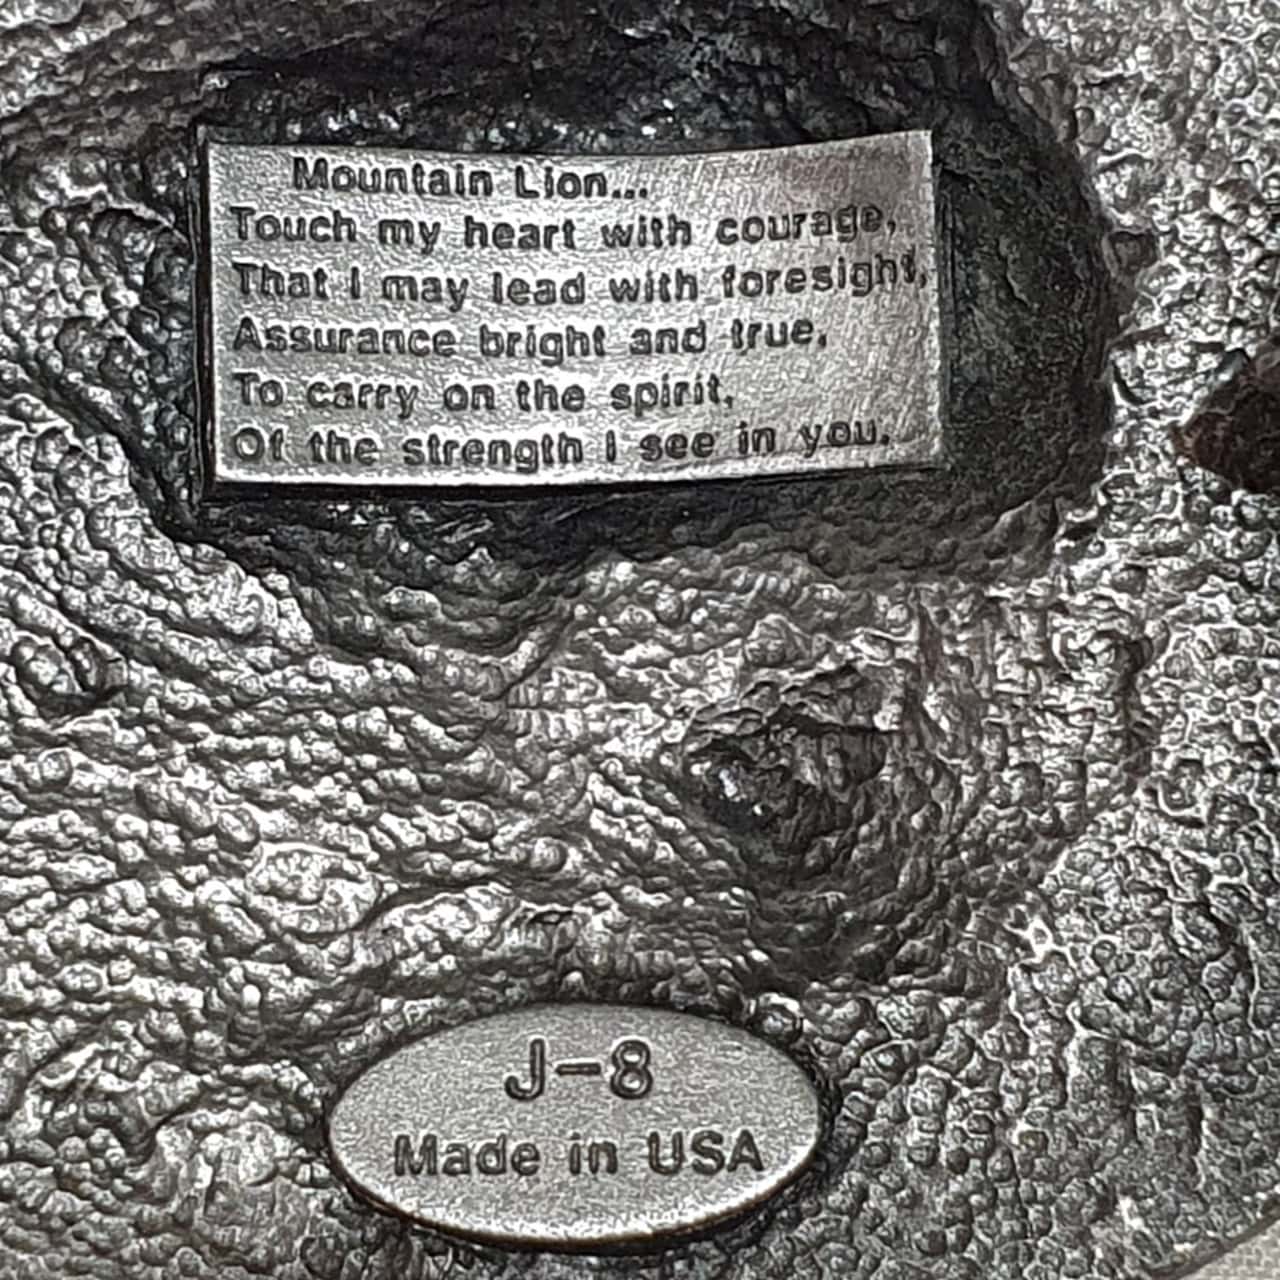 Mountain Lion...
Touch my heart with courage,
That I may lead with foresight,
Assurance bright and true,
To carry on the spirit,
Of the strength I see in you.
J-8
Made in USA